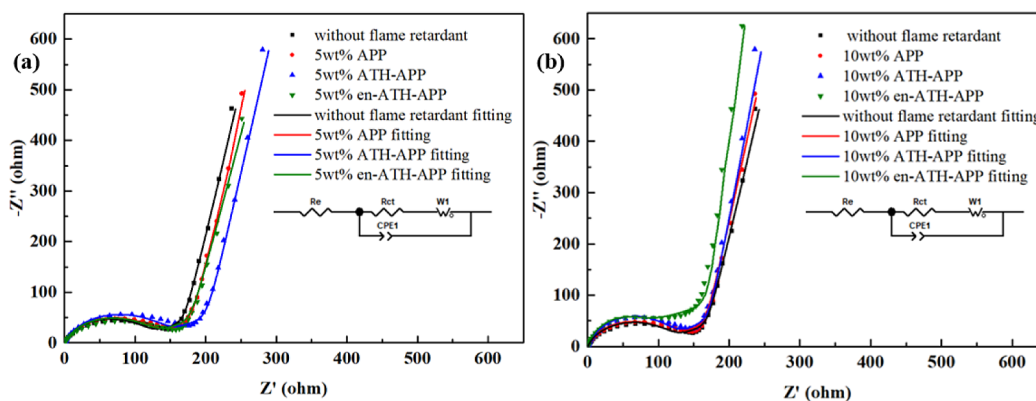 (a)
-Z'' (ohm)
600
500
400
300
200
100
0
0 100 200 300 400 500 600
Z' (ohm)
without flame retardant
5wt% APP
5wt% ATH-APP
5wt% en-ATH-APP
without flame retardant fitting
5wt% APP fitting
5wt% ATH-APP fitting
5wt% en-ATH-APP fitting
Re Rct W1
s
CPE1
(b)
-Z'' (ohm)
600
500
400
300
200
100
0
0 100 200 300 400 500 600
Z' (ohm)
without flame retardant
10wt% APP
10wt% ATH-APP
10wt% en-ATH-APP
without flame retardant fitting
10wt% APP fitting
10wt% ATH-APP fitting
10wt% en-ATH-APP fitting
Re Rct W1
s
CPE1